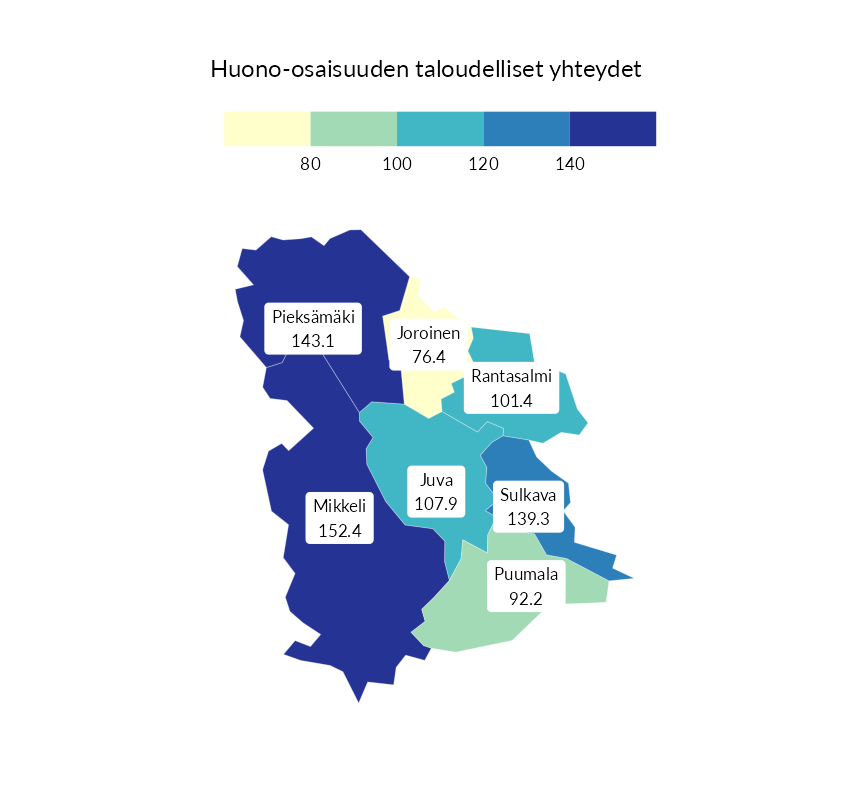 Huono-osaisuuden taloudelliset yhteydet
80 100 120 140
Pieksämäki
143.1
Joroinen
76.4
Rantasalmi
101.4
Juva
107.9
Sulkava
139.3
Mikkeli
152.4
Puumala
92.2